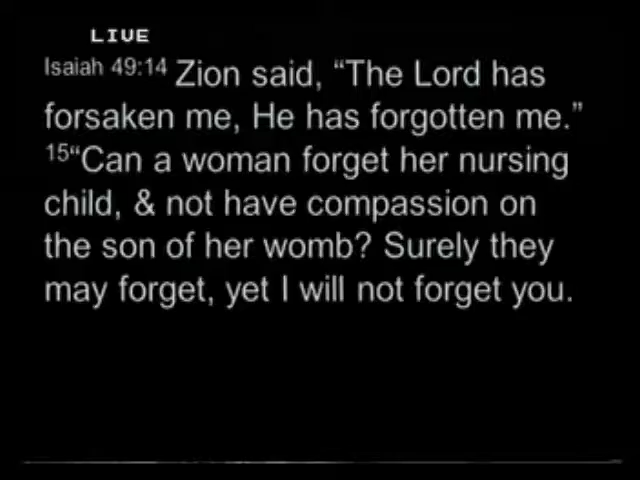 LIVE
Isaiah 49:14 Zion said, “The Lord has
forsaken me, He has forgotten me.”
15“Can a woman forget her nursing
child, & not have compassion on
the son of her womb? Surely they
may forget, yet I will not forget you.